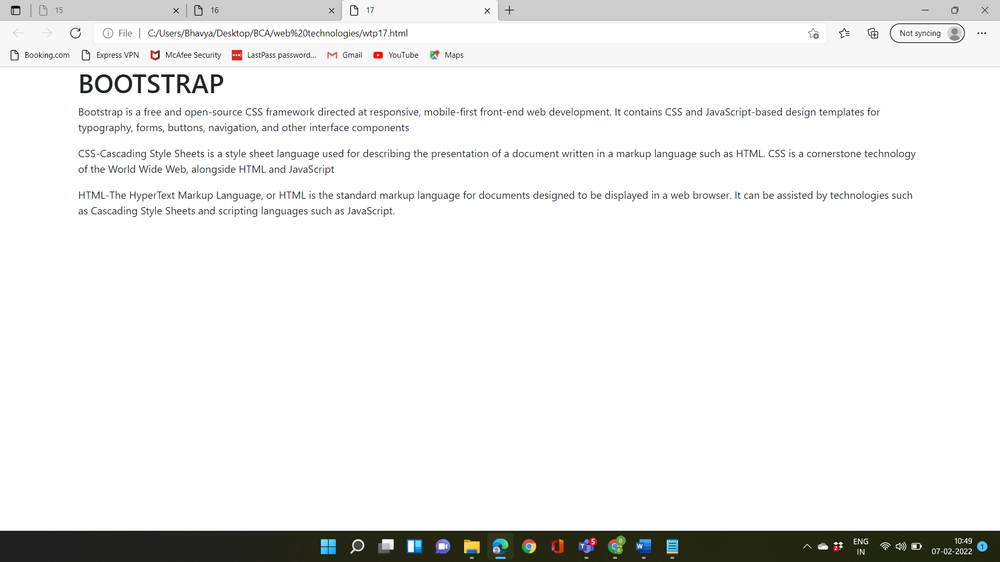 15
16
17
File
C:/Users/Bhavya/Desktop/BCA/web%20technologies/wtp17.html
Not syncing
Booking.com
Express VPN
McAfee Security
LastPass password...
Gmail
YouTube
Maps
BOOTSTRAP
Bootstrap is a free and open-source CSS framework directed at responsive, mobile-first front-end web development. It contains CSS and JavaScript-based design templates for
typography, forms, buttons, navigation, and other interface components
CSS-Cascading Style Sheets is a style sheet language used for describing the presentation of a document written in a markup language such as HTML. CSS is a cornerstone technology
of the World Wide Web, alongside HTML and JavaScript
HTML-The HyperText Markup Language, or HTML is the standard markup language for documents designed to be displayed in a web browser. It can be assisted by technologies such
as Cascading Style Sheets and scripting languages such as JavaScript.
T
5
B
B
W
2
ENG
IN
10:49
07-02-2022
1